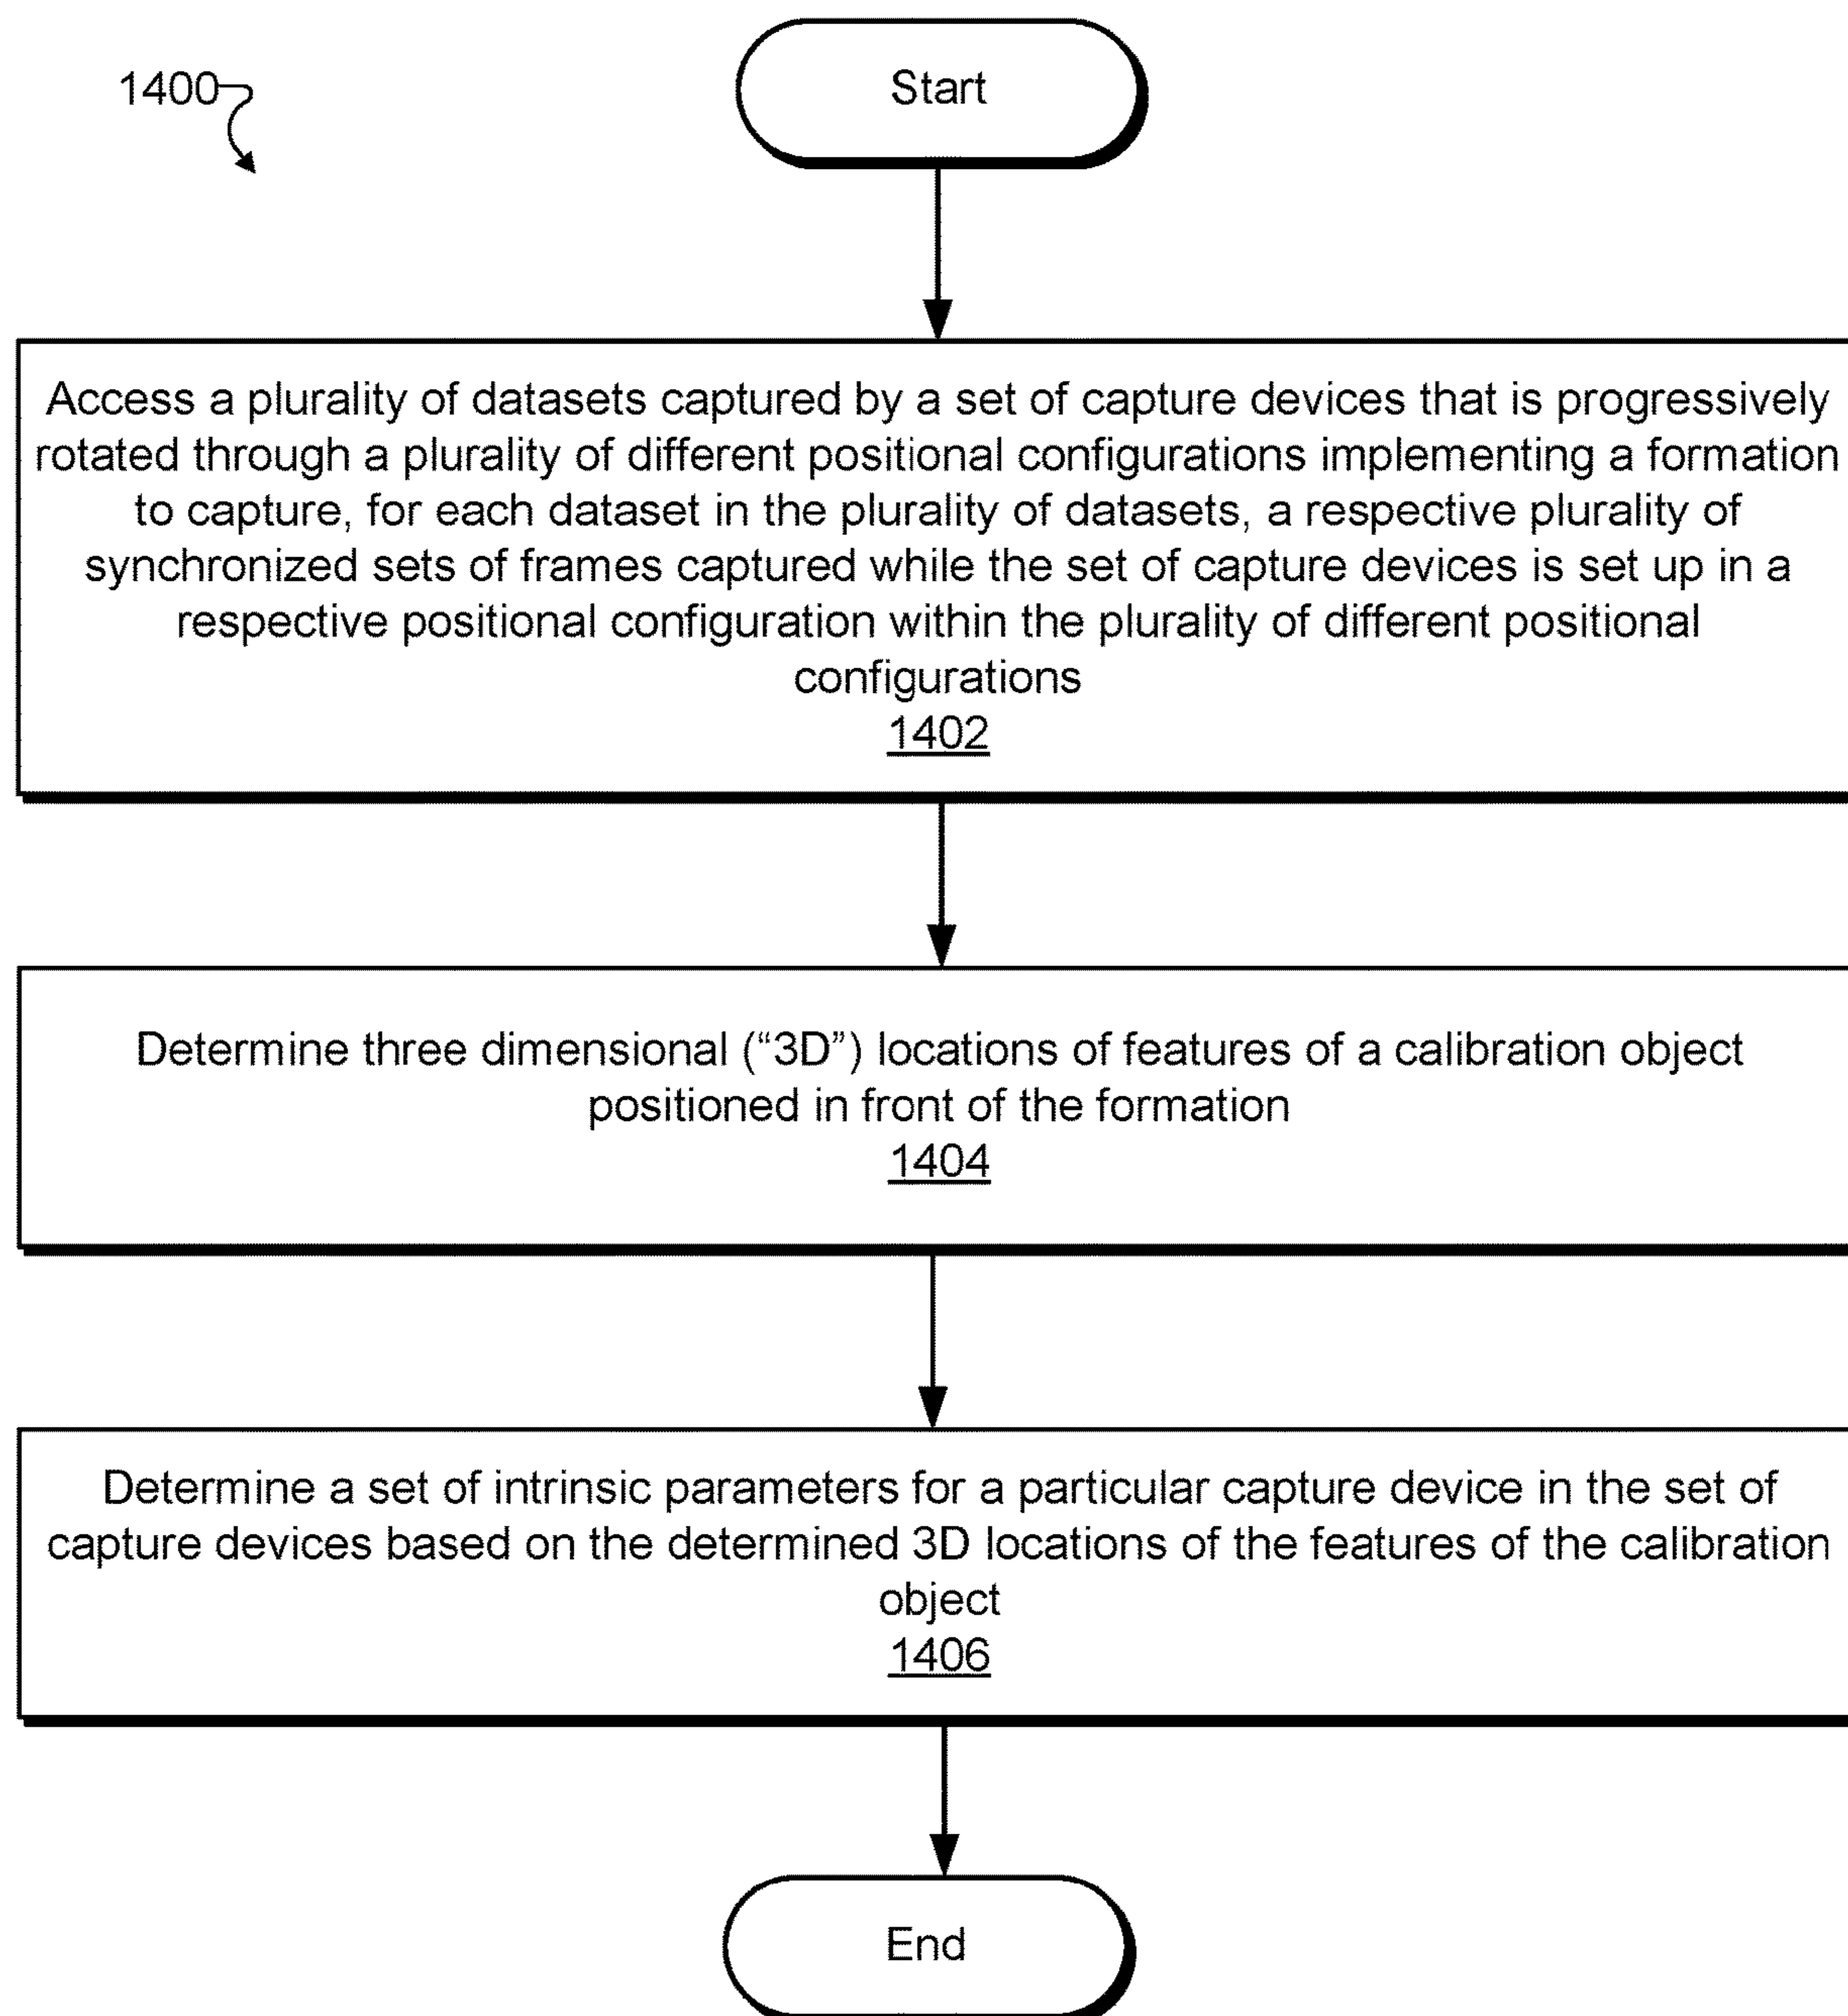 1400
Start
Access a plurality of datasets captured by a set of capture devices that is progressively
rotated through a plurality of different positional configurations implementing a formation
to capture, for each dataset in the plurality of datasets, a respective plurality of
synchronized sets of frames captured while the set of capture devices is set up in a
respective positional configuration within the plurality of different positional
configurations
1402
Determine three dimensional (“3D”) locations of features of a calibration object
positioned in front of the formation
1404
Determine a set of intrinsic parameters for a particular capture device in the set of
capture devices based on the determined 3D locations of the features of the calibration
object
1406
End